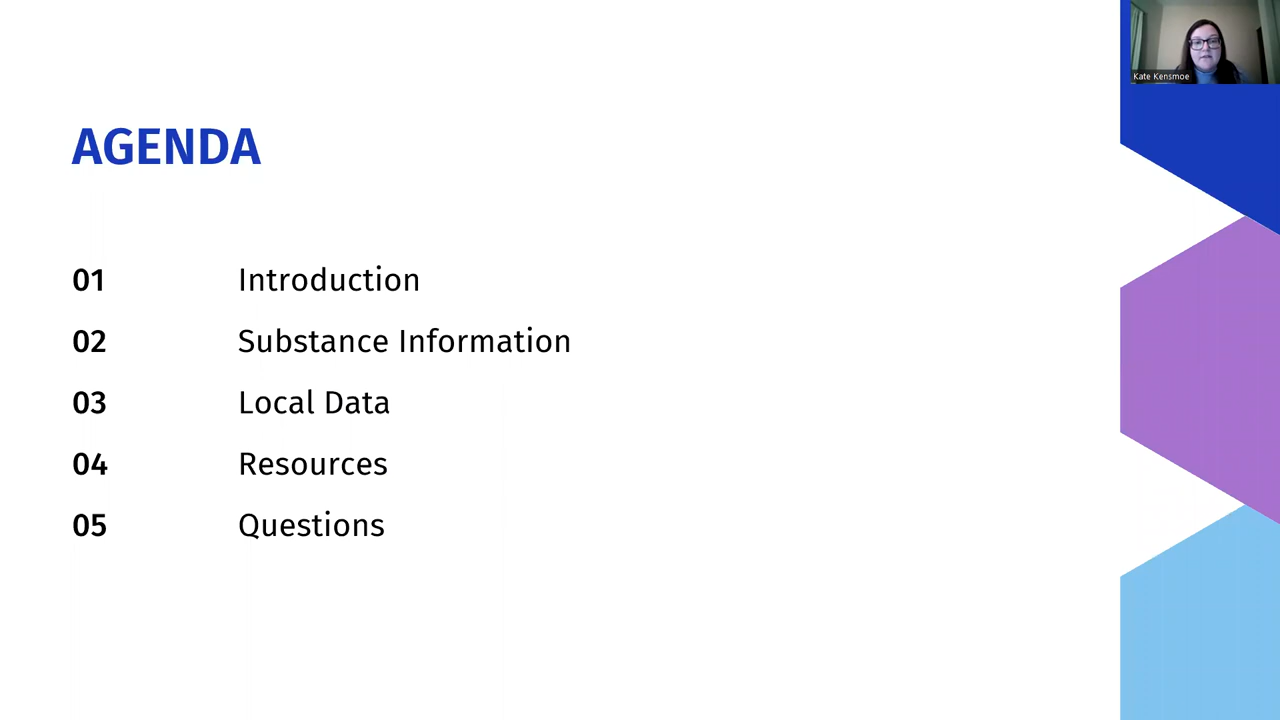 Kate Kensmoe
AGENDA
01 Introduction
02 Substance Information
03 Local Data
04 Resources
05 Questions